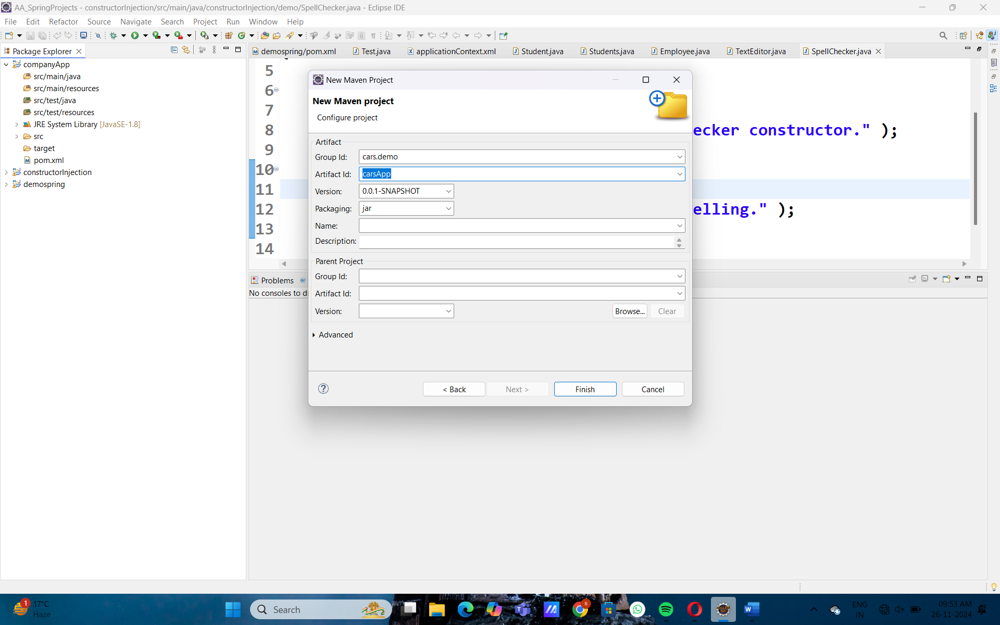 AA_SpringProjects - constructorInjection/src/main/java/constructorInjection/demo/SpellChecker.java - Eclipse IDE
File Edit Refactor Source Navigate Search Project Run Window Help
Package Explorer
demospring/pom.xml Test.java applicationContext.xml Student.java Students.java Employee.java TextEditor.java SpellChecker.java
companyApp
src/main/java
src/main/resources
src/test/java
src/test/resources
JRE System Library [JavaSE-1.8]
src
target
pom.xml
constructorInjection
demospring
5
6
7
8 ecker constructor." );
9
10
11
12 elling." );
13
14
New Maven Project
New Maven project
Configure project
Artifact
Group Id: cars.demo
Artifact Id: carsApp
Version: 0.0.1-SNAPSHOT
Packaging: jar
Name:
Description:
Parent Project
Group Id:
Artifact Id:
Version: Browse... Clear
Advanced
< Back Next > Finish Cancel
Problems @
No consoles to di
1
17°C
Haze
Search
ENG
IN
09:53 AM
26-11-2024